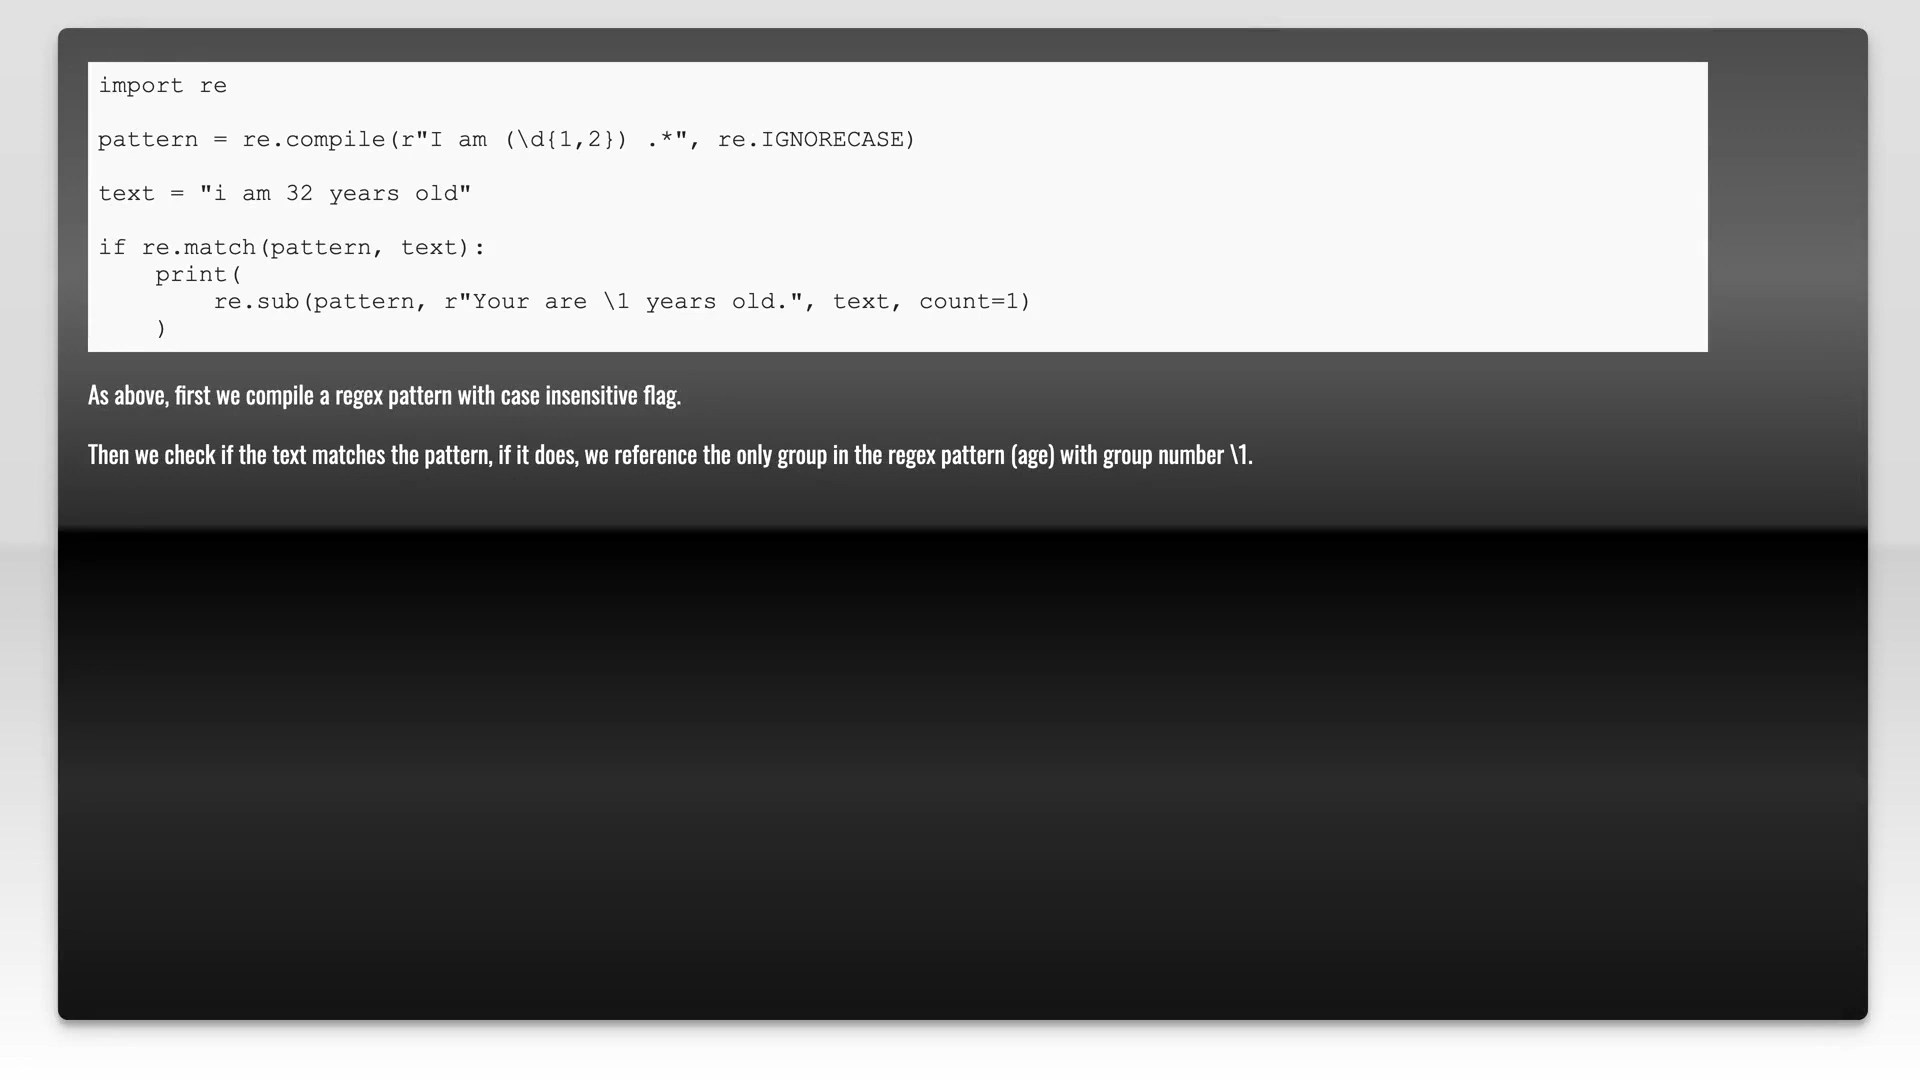 import re
pattern = re.compile(r"I am (\d{1,2}) .*", re.IGNORECASE)
text = "i am 32 years old"
if re.match(pattern, text):
    print(
        re.sub(pattern, r"Your are \1 years old.", text, count=1)
    )
As above, first we compile a regex pattern with case insensitive flag.
Then we check if the text matches the pattern, if it does, we reference the only group in the regex pattern (age) with group number \1.